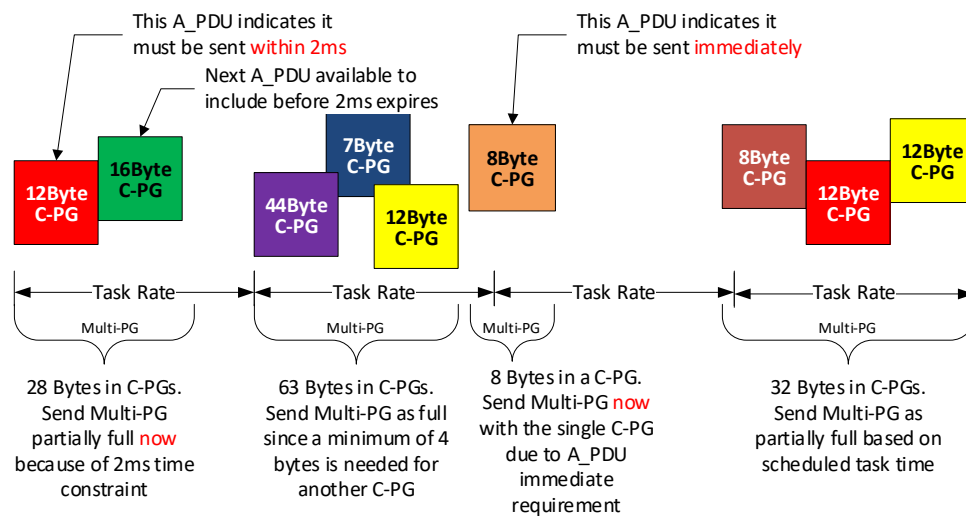 This A_PDU indicates it
must be sent within 2ms
Next A_PDU available to
include before 2ms expires
This A_PDU indicates it
must be sent immediately
12Byte
C-PG
16Byte
C-PG
44Byte
C-PG
7Byte
C-PG
12Byte
C-PG
8Byte
C-PG
8Byte
C-PG
12Byte
C-PG
12Byte
C-PG
Task Rate
Task Rate
Task Rate
Task Rate
Multi-PG
Multi-PG
Multi-PG
Multi-PG
28 Bytes in C-PGs.
Send Multi-PG
partially full now
because of 2ms time
constraint
63 Bytes in C-PGs.
Send Multi-PG as full
since a minimum of 4
bytes is needed for
another C-PG
8 Bytes in a C-PG.
Send Multi-PG now
with the single C-PG
due to A_PDU
immediate
requirement
32 Bytes in C-PGs.
Send Multi-PG as
partially full based on
scheduled task time